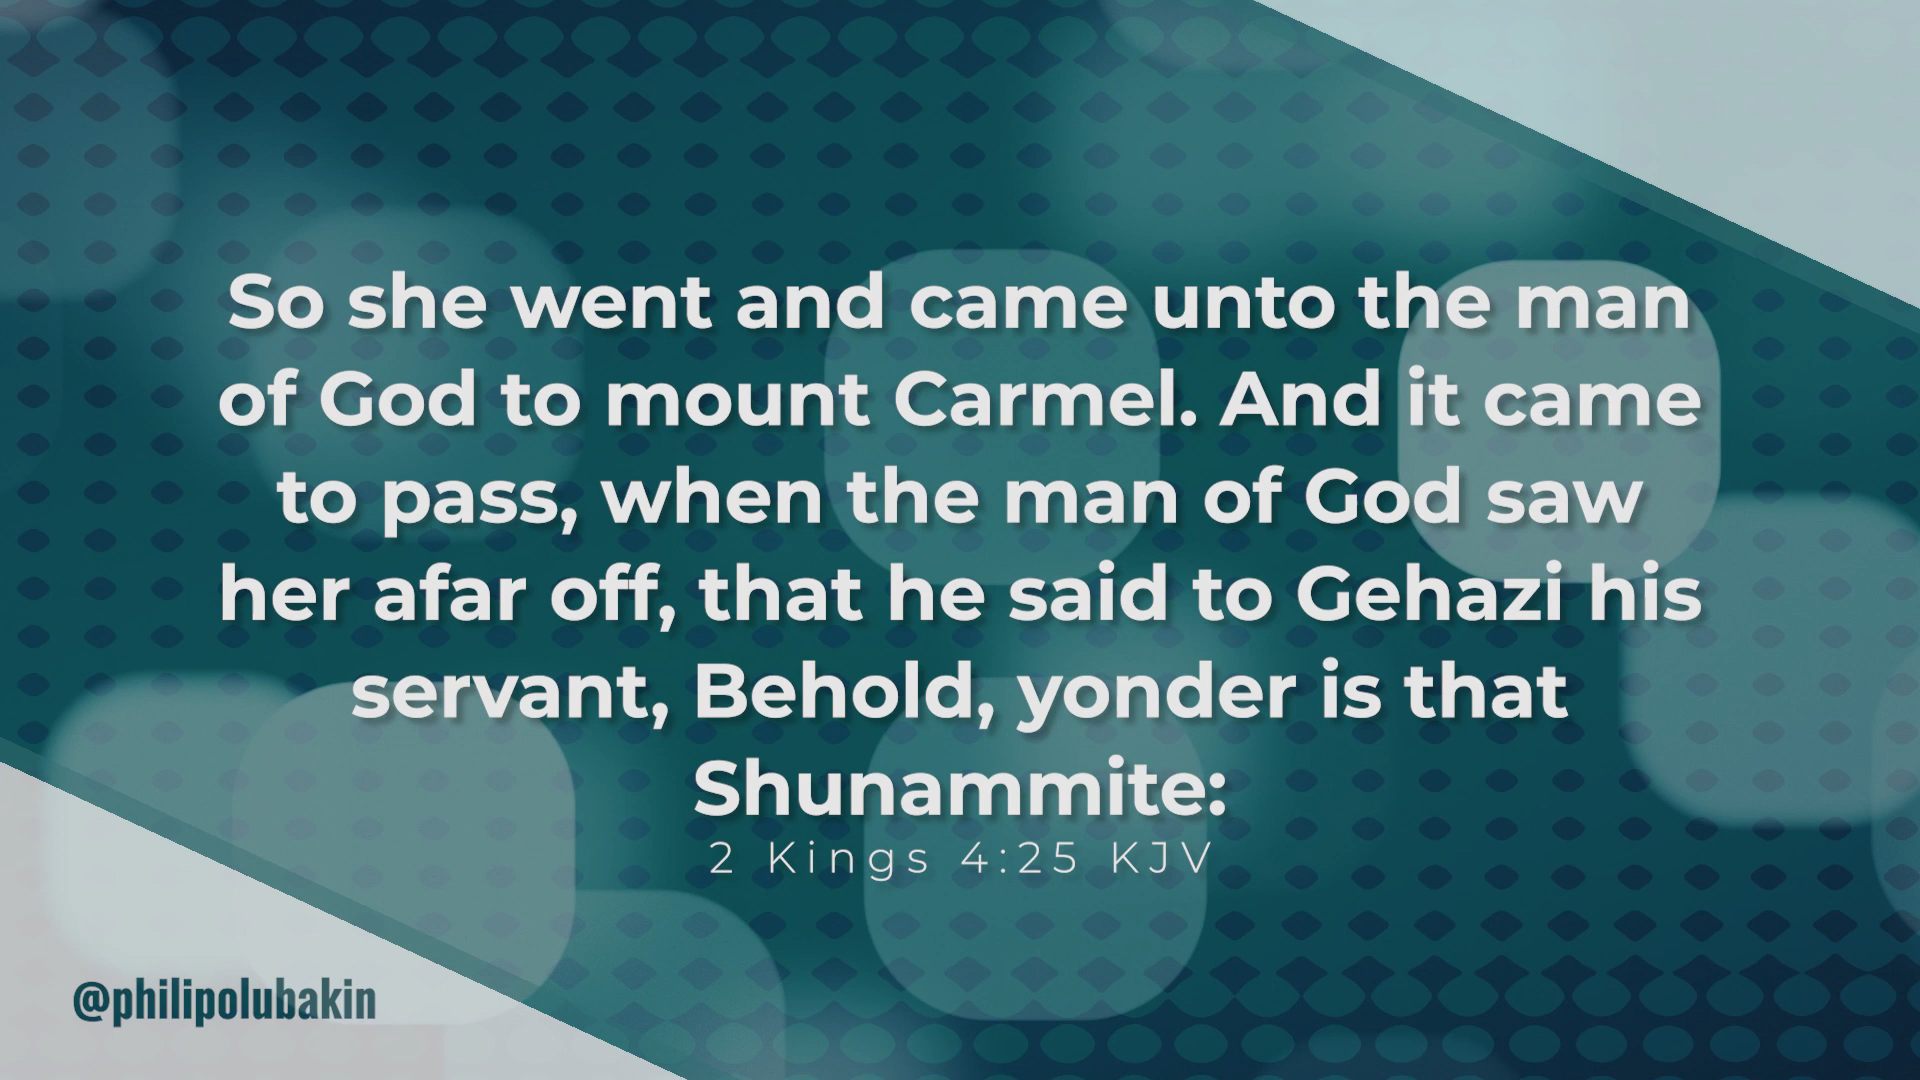 So she went and came unto the man
of God to mount Carmel. And it came
to pass, when the man of God saw
her afar off, that he said to Gehazi his
servant, Behold, yonder is that
Shunammite:
2 Kings 4:25 KJV
@philipolubakin